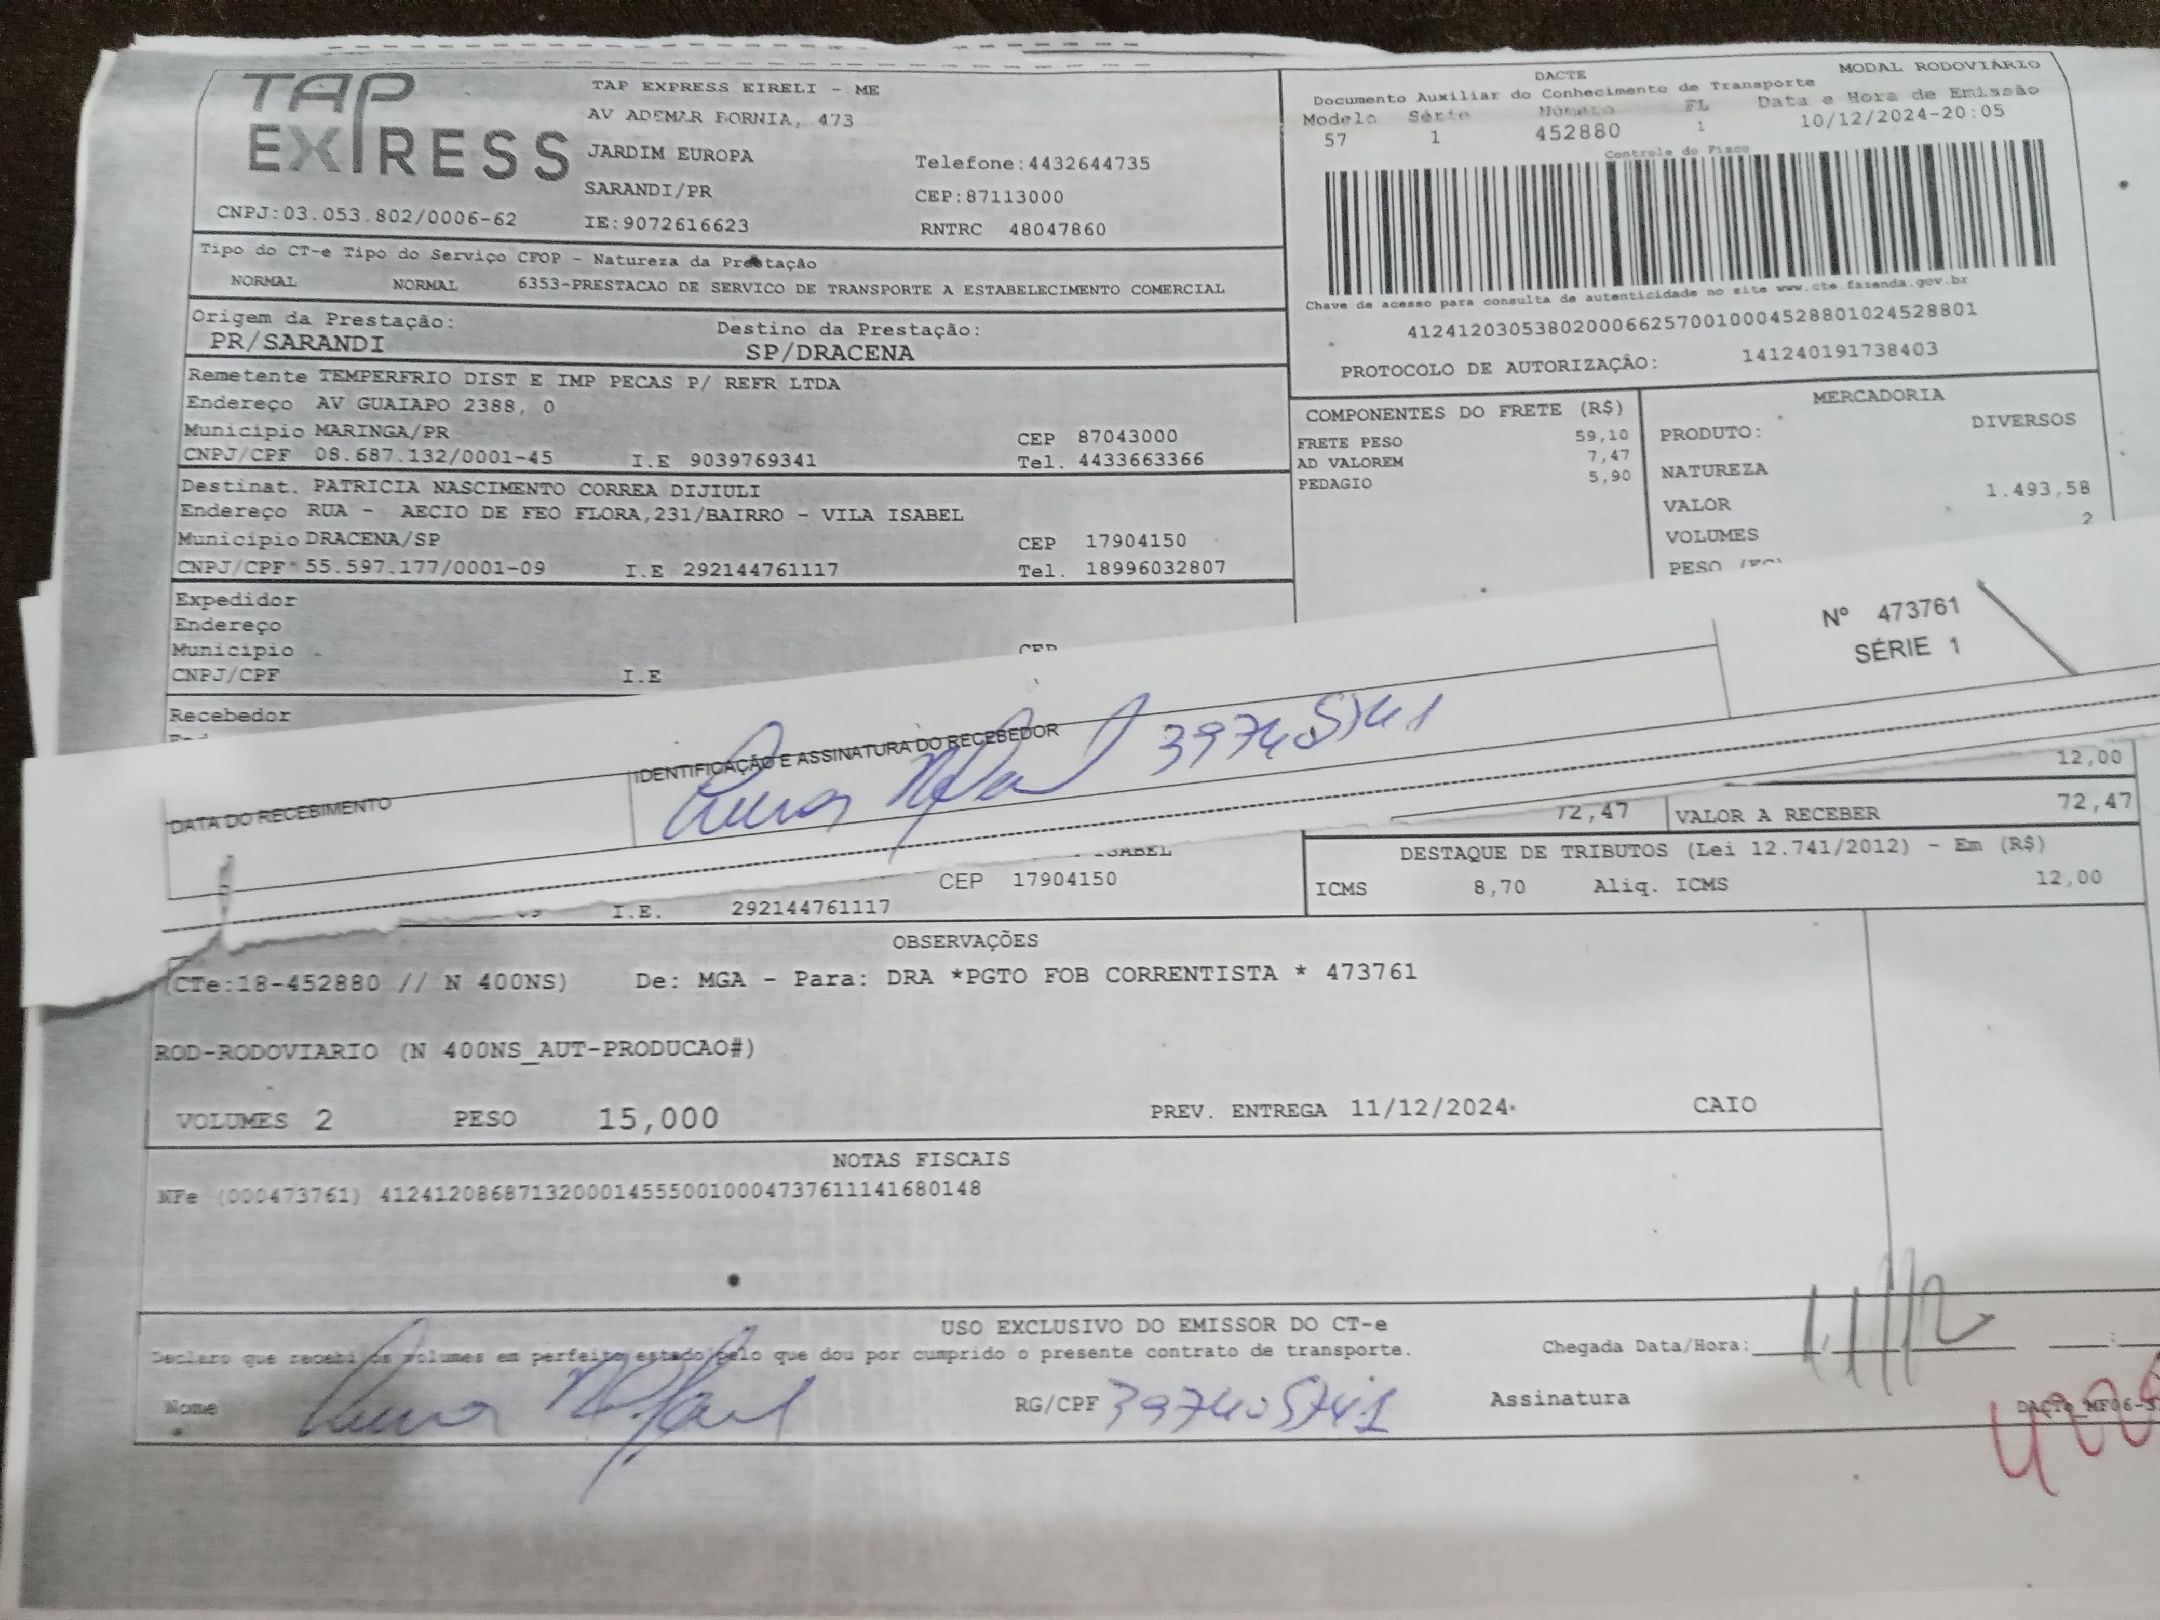 TAP EXPRESS
TAP EXPRESS EIRELI - ME
AV ADEMAR BORNIA, 473
JARDIM EUROPA
Telefone:4432644735
SARANDI/PR
CEP:87113000
CNPJ:03.053.802/0006-62
IE:9072616623
RNTRC 48047860
DACTE
MODAL RODOVIÁRIO
Documento Auxiliar do Conhecimento de Transporte
Modelo Série Número FL Data e Hora de Emissão
57 1 452880 1 10/12/2024-20:05
Controle do Fisco
Chave de acesso para consulta de autenticidade no site www.cte.fazenda.gov.br
41241203053802000662570010004528801024528801
PROTOCOLO DE AUTORIZAÇÃO: 141240191738403
Tipo do CT-e Tipo do Serviço CFOP - Natureza da Prestação
NORMAL NORMAL 6353-PRESTACAO DE SERVICO DE TRANSPORTE A ESTABELECIMENTO COMERCIAL
Origem da Prestação: Destino da Prestação:
PR/SARANDI SP/DRACENA
Remetente TEMPERFRIO DIST E IMP PECAS P/ REFR LTDA
Endereço AV GUAIAPO 2388, 0
Município MARINGA/PR CEP 87043000
CNPJ/CPF 08.687.132/0001-45 I.E 9039769341 Tel. 4433663366
Destinat. PATRICIA NASCIMENTO CORREA DIJIULI
Endereço RUA - AECIO DE FEO FLORA,231/BAIRRO - VILA ISABEL
Município DRACENA/SP CEP 17904150
CNPJ/CPF 55.597.177/0001-09 I.E 292144761117 Tel. 18996032807
Expedidor
Endereço
Município CEP
CNPJ/CPF I.E
Recebedor
COMPONENTES DO FRETE (R$)
FRETE PESO 59,10
AD VALOREM 7,47
PEDAGIO 5,90
MERCADORIA
PRODUTO: DIVERSOS
NATUREZA
VALOR 1.493,58
VOLUMES 2
PESO
Nº 473761
SÉRIE 1
DATA DO RECEBIMENTO
IDENTIFICAÇÃO E ASSINATURA DO RECEBEDOR
397405741
12,00
72,47 VALOR A RECEBER 72,47
DESTAQUE DE TRIBUTOS (Lei 12.741/2012) - Em (R$)
ICMS 8,70 Aliq. ICMS 12,00
ISABEL
CEP 17904150
I.E. 292144761117
OBSERVAÇÕES
(CTe:18-452880 // N 400NS) De: MGA - Para: DRA *PGTO FOB CORRENTISTA * 473761
ROD-RODOVIARIO (N 400NS_AUT-PRODUCAO#)
VOLUMES 2 PESO 15,000 PREV. ENTREGA 11/12/2024 CAIO
NOTAS FISCAIS
NFe (000473761) 41241208687132000145550010004737611141680148
USO EXCLUSIVO DO EMISSOR DO CT-e
Declaro que recebi os volumes em perfeito estado pelo que dou por cumprido o presente contrato de transporte.
Chegada Data/Hora: 11/12
Nome
RG/CPF 397405741
Assinatura